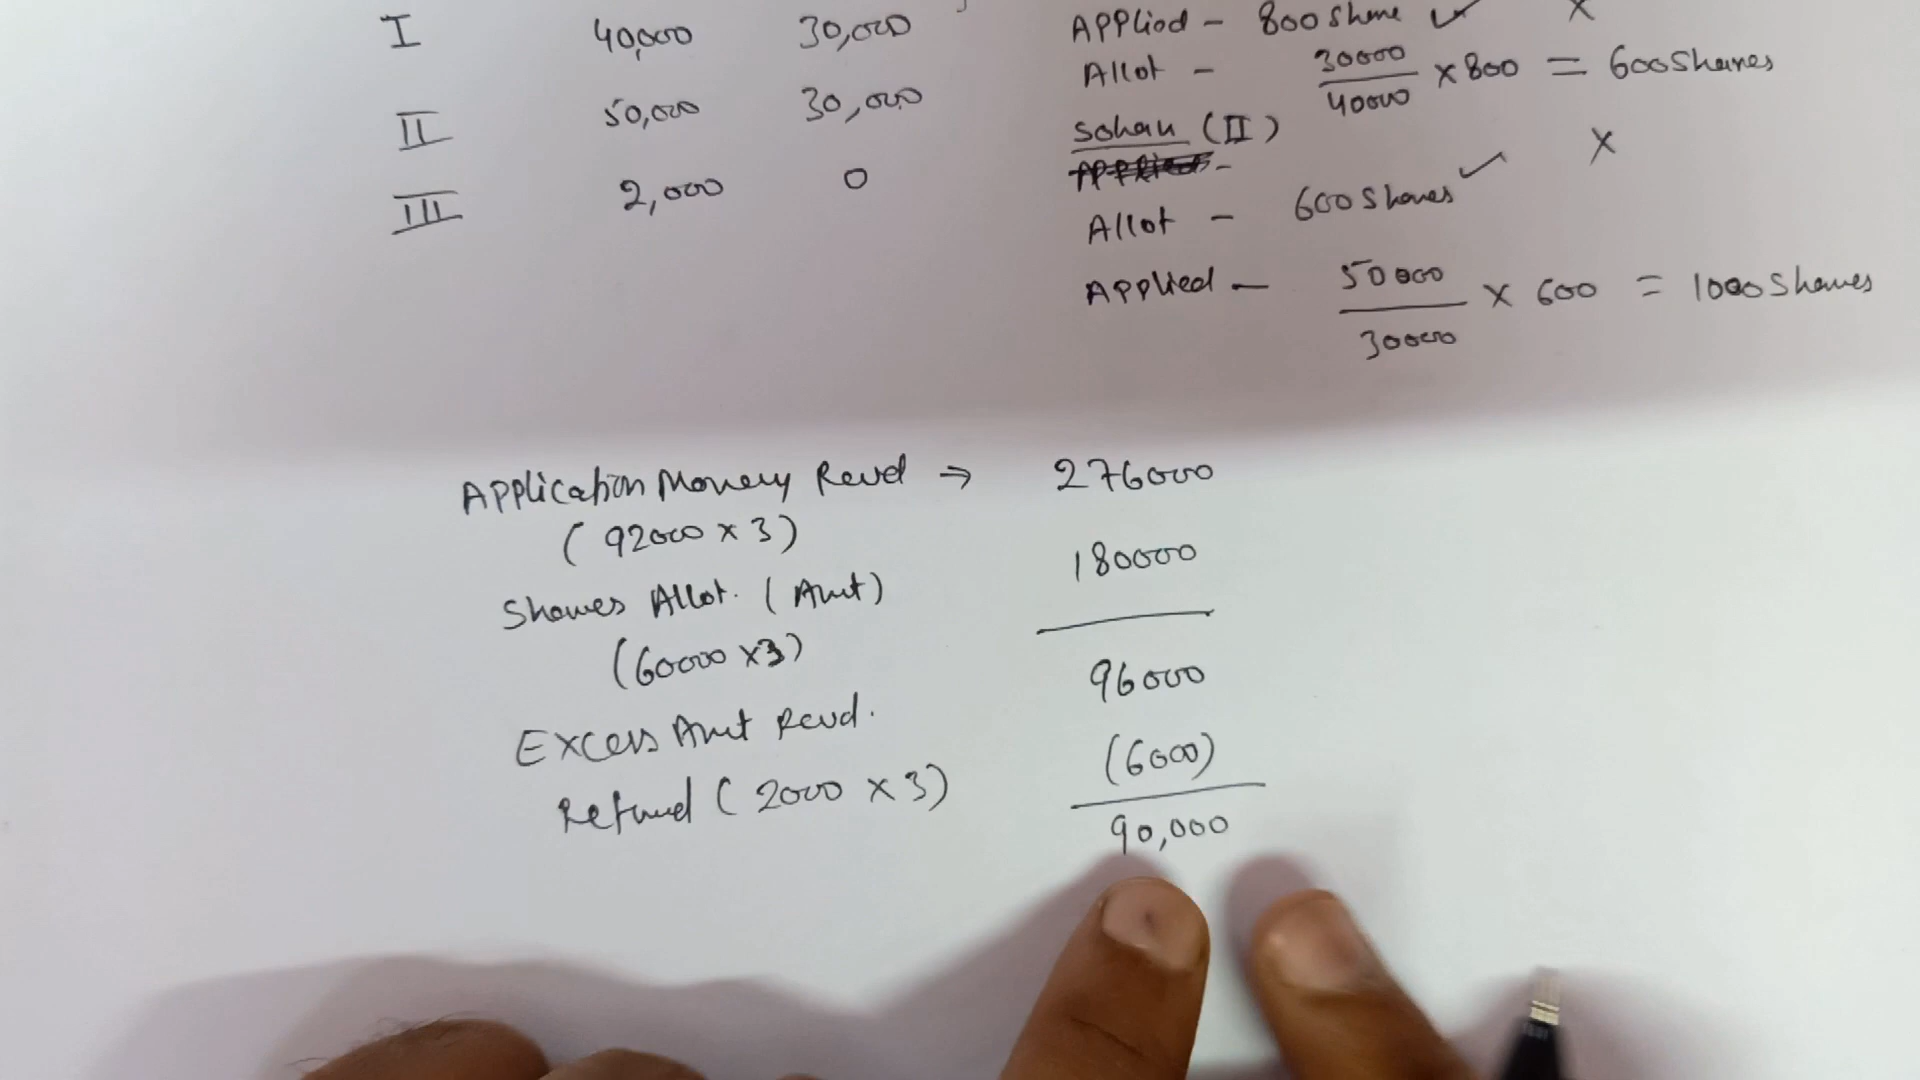 I 40,000 30,000
II 50,000 30,000
III 2,000 0
APPlied - 800 Share ✓ X
Allot - 30000/40000 x 800 = 600 Shares
Sohan (II)
Allot - 600 Shares ✓ X
Applied - 50000/30000 x 600 = 1000 Shares
Application Money Recvd → 276000
(92000 x 3)
Shares Allot. (Amt) 180000
(60000 x 3)
Excess Amt Recvd. 96000
Refund (2000 x 3) (6000)
90,000